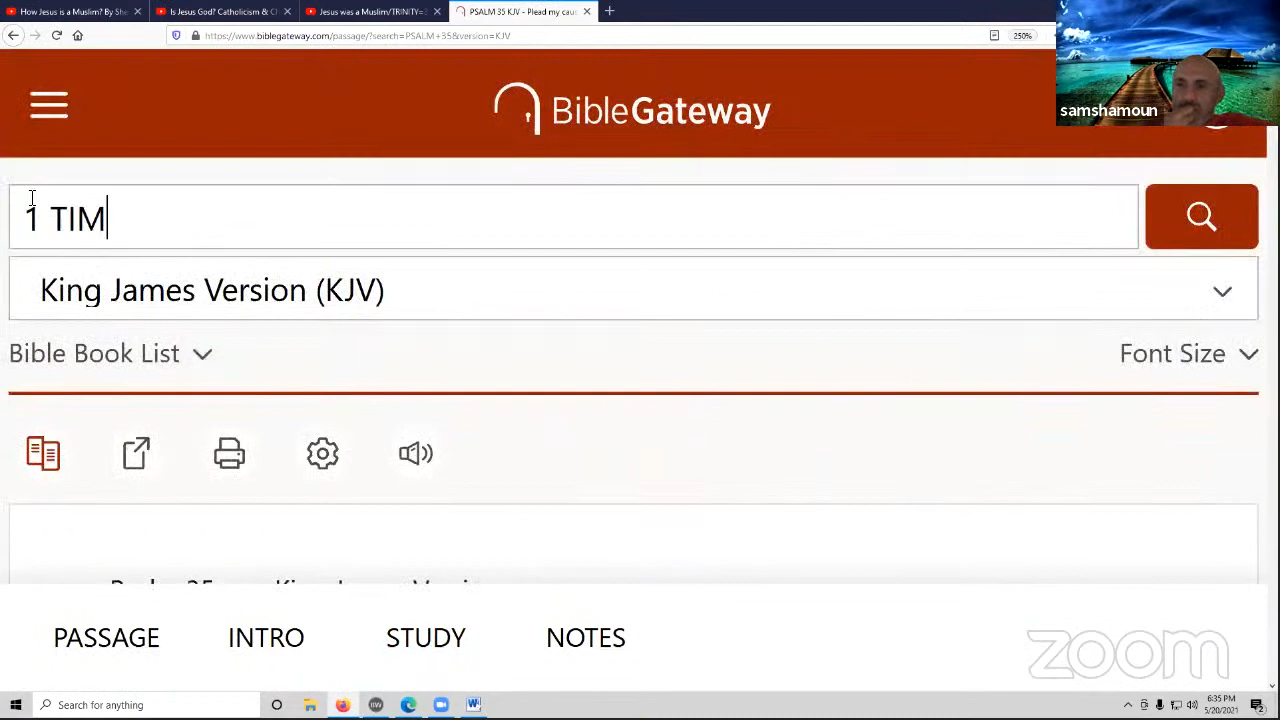 How Jesus is a Muslim? By She
Is Jesus God? Catholicism & Cl
Jesus was a Muslim/TRINITY=
PSALM 35 KJV - Plead my cau
https://www.biblegateway.com/passage/?search=PSALM+35&version=KJV
250%
samshamoun
BibleGateway
1 TIM
King James Version (KJV)
Bible Book List
Font Size
PASSAGE INTRO STUDY NOTES
zoom
Search for anything
6:35 PM
5/20/2021